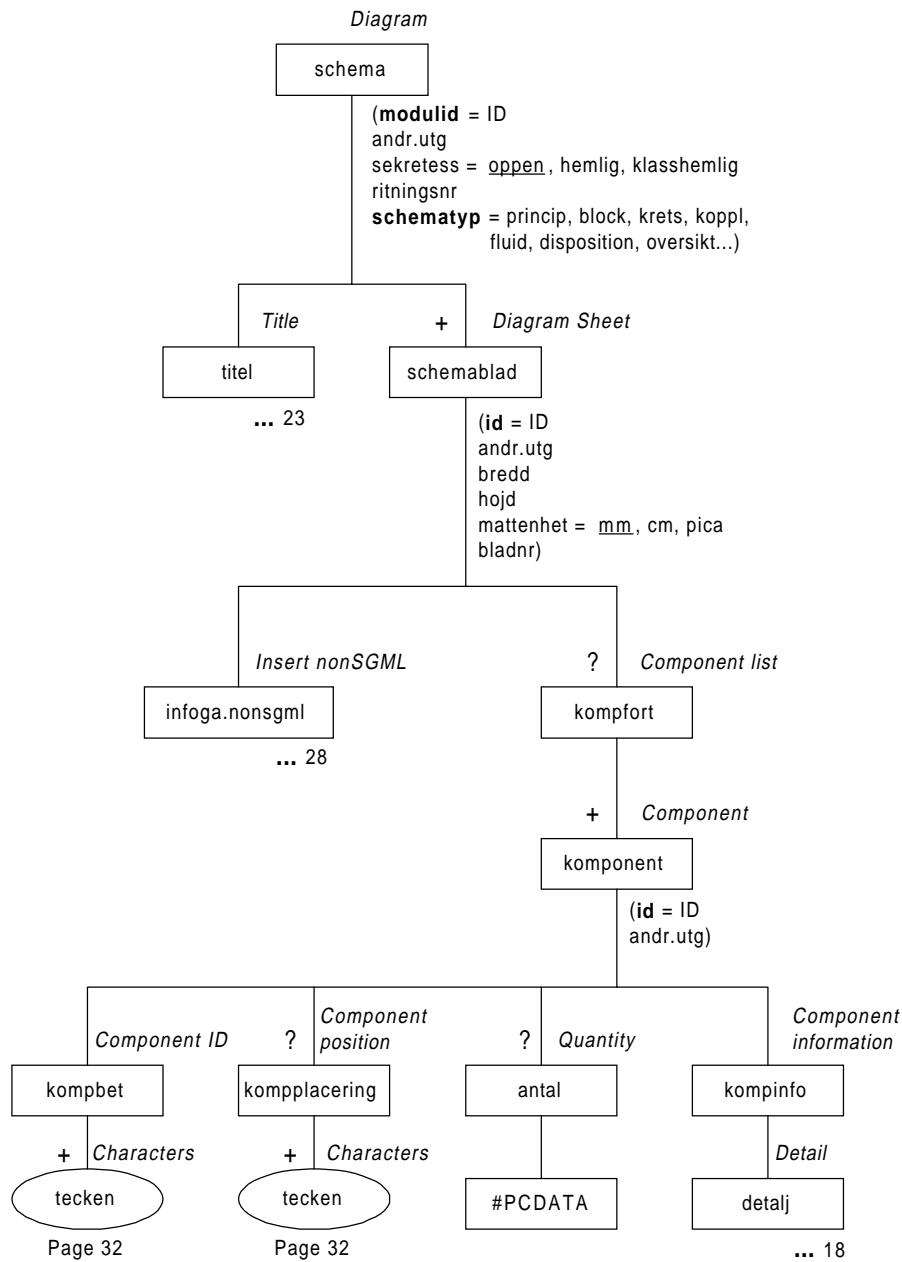 Diagram
schema
(modulid = ID
andr.utg
sekretess = oppen, hemlig, klasshemlig
ritningsnr
schematyp = princip, block, krets, koppl,
fluid, disposition, oversikt...)
Title
+ Diagram Sheet
titel
schemablad
... 23
(id = ID
andr.utg
bredd
hojd
mattenhet = mm, cm, pica
bladnr)
Insert nonSGML
? Component list
infoga.nonsgml
kompfort
... 28
+ Component
komponent
(id = ID
andr.utg)
Component ID
? Component
position
? Quantity
Component
information
kompbet
kompplacering
antal
kompinfo
+ Characters
+ Characters
Detail
tecken
tecken
#PCDATA
detalj
Page 32
Page 32
... 18